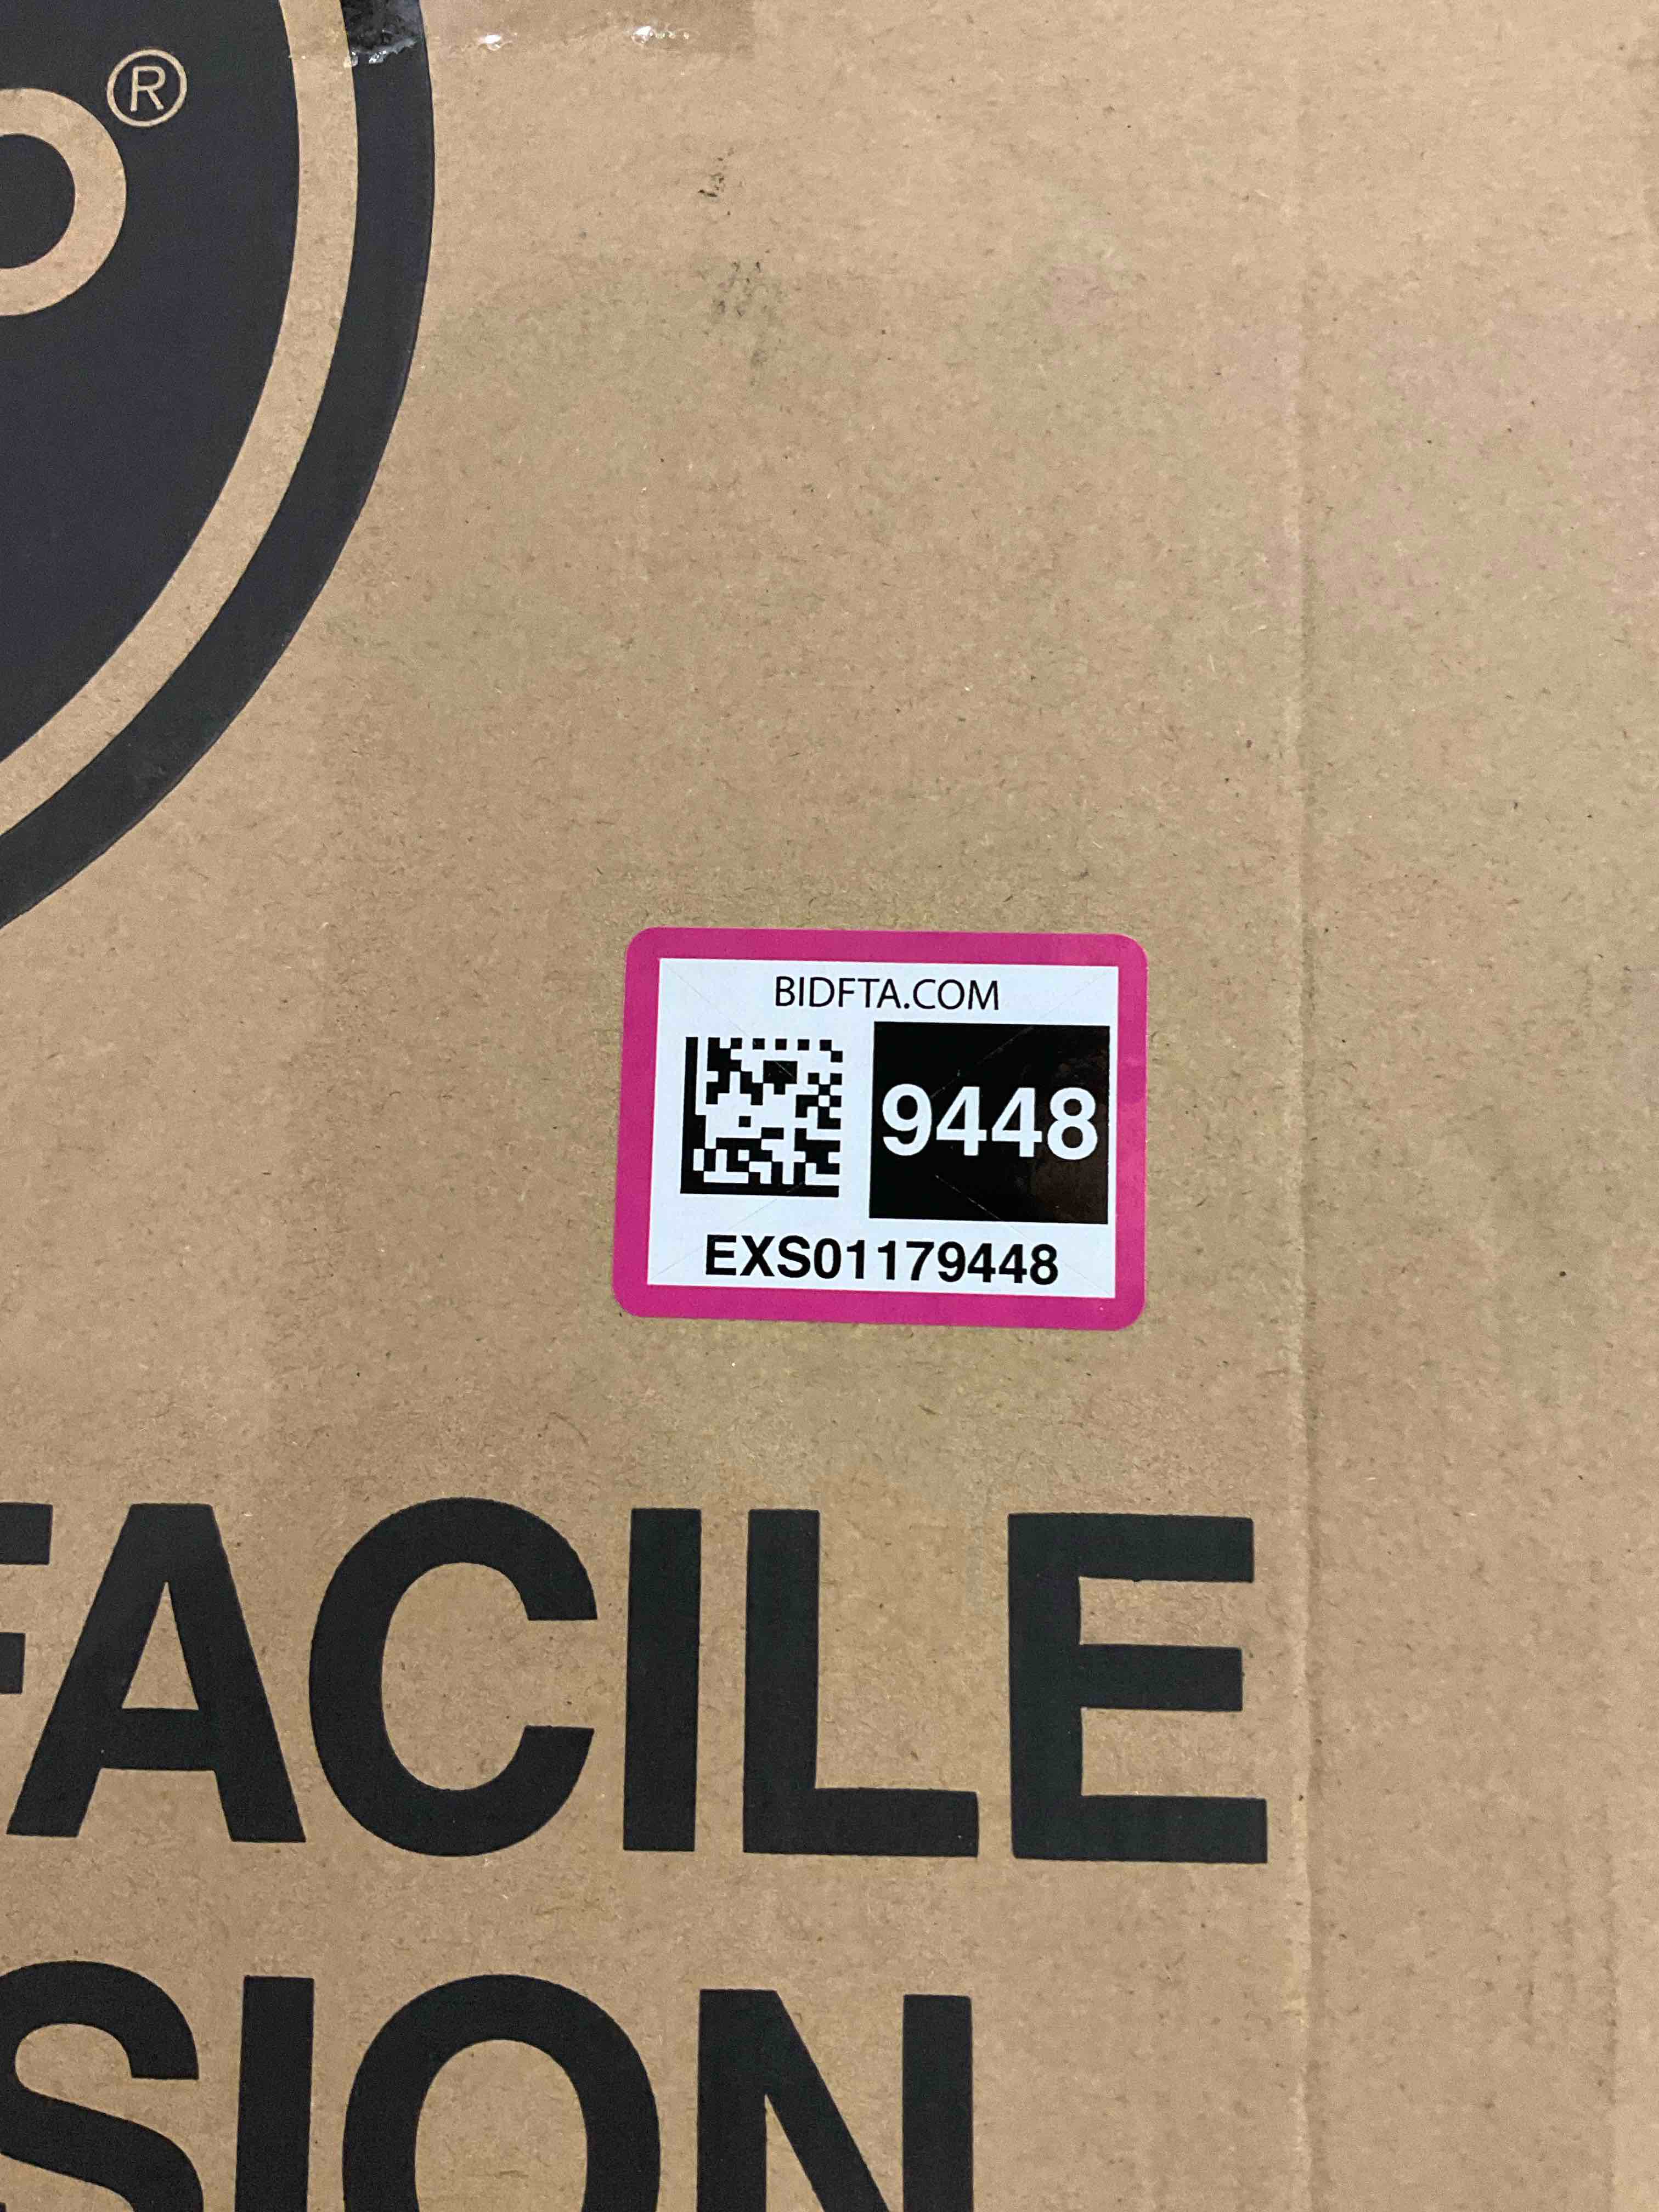 ®
BIDFTA.COM
9448
EXS01179448
FACILE
SION